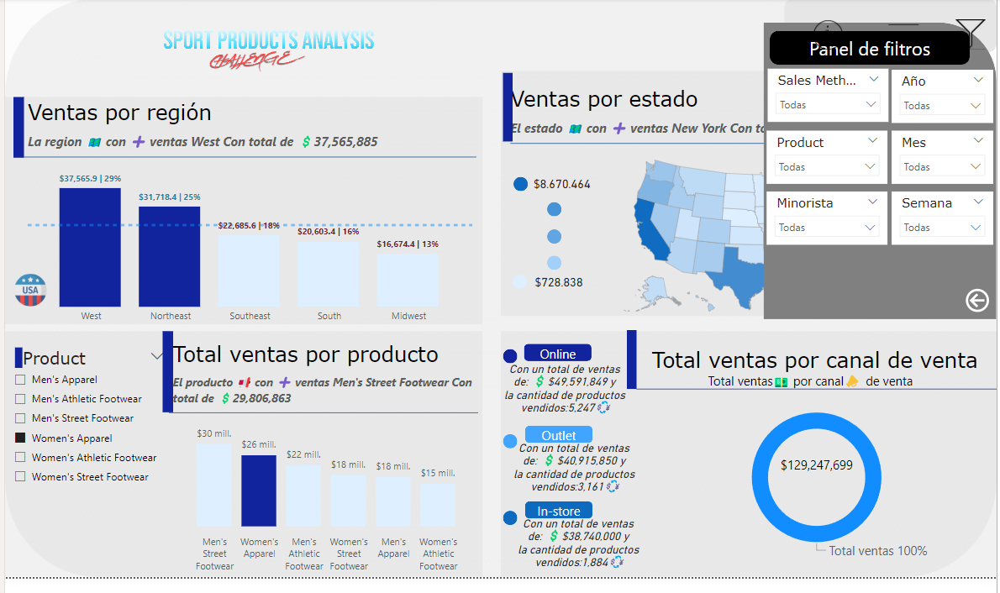 SPORT PRODUCTS ANALYSIS
CHALLENGE
Ventas por región
La region con ventas West Con total de $ 37,565,885
$37,565.9 | 29%
$31,718.4 | 25%
$22,685.6 | 18%
$20,603.4 | 16%
$16,674.4 | 13%
USA
West
Northeast
Southeast
South
Midwest
Ventas por estado
El estado con ventas New York Con to
$8.670.464
$728.838
Panel de filtros
Sales Meth...
Todas
Año
Todas
Product
Todas
Mes
Todas
Minorista
Todas
Semana
Todas
Product
Men's Apparel
Men's Athletic Footwear
Men's Street Footwear
Women's Apparel
Women's Athletic Footwear
Women's Street Footwear
Total ventas por producto
El producto con ventas Men's Street Footwear Con
total de $ 29,806,863
$30 mill.
$26 mill.
$22 mill.
$18 mill.
$18 mill.
$15 mill.
Men's
Street
Footwear
Women's
Apparel
Men's
Athletic
Footwear
Women's
Street
Footwear
Men's
Apparel
Women's
Athletic
Footwear
Online
Con un total de ventas
de: $ $49,591,849 y
la cantidad de productos
vendidos:5,247
Outlet
Con un total de ventas
de: $ $40,915,850 y
la cantidad de productos
vendidos:3,161
In-store
Con un total de ventas
de: $ $38,740,000 y
la cantidad de productos
vendidos:1,884
Total ventas por canal de venta
Total ventas por canal de venta
$129,247,699
Total ventas 100%